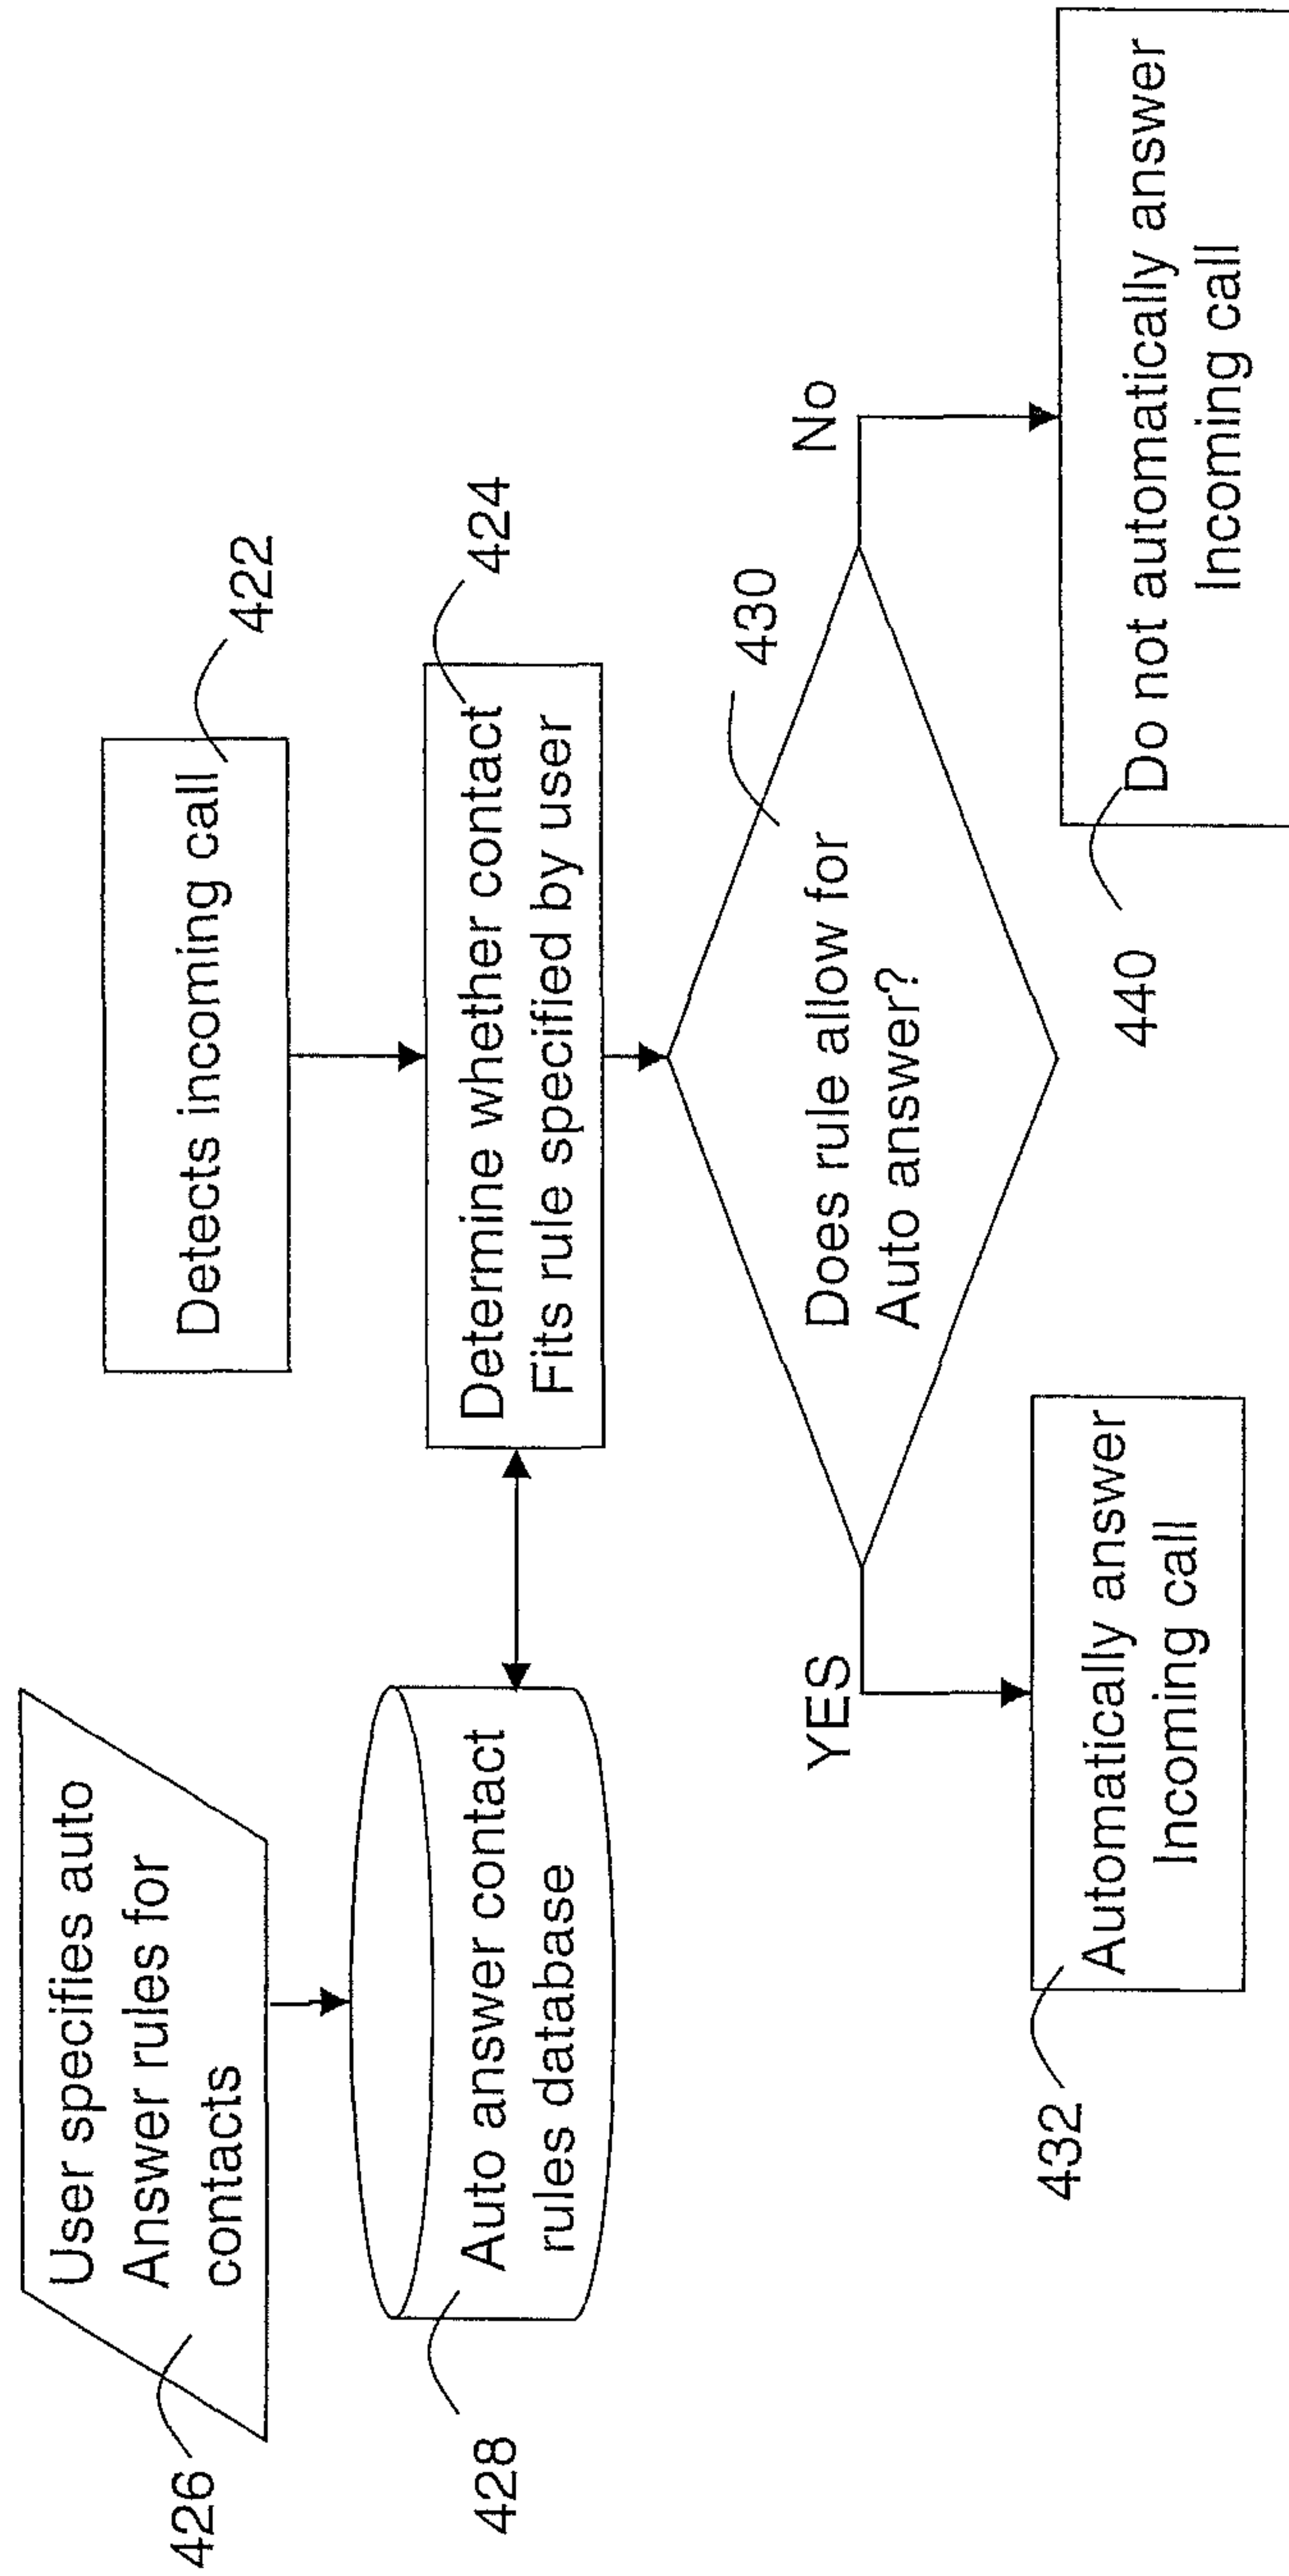 User specifies auto
Answer rules for
contacts
426
Detects incoming call
422
Auto answer contact
rules database
428
Determine whether contact
Fits rule specified by user
424
Does rule allow for
Auto answer?
430
YES
No
Automatically answer
Incoming call
432
Do not automatically answer
Incoming call
440